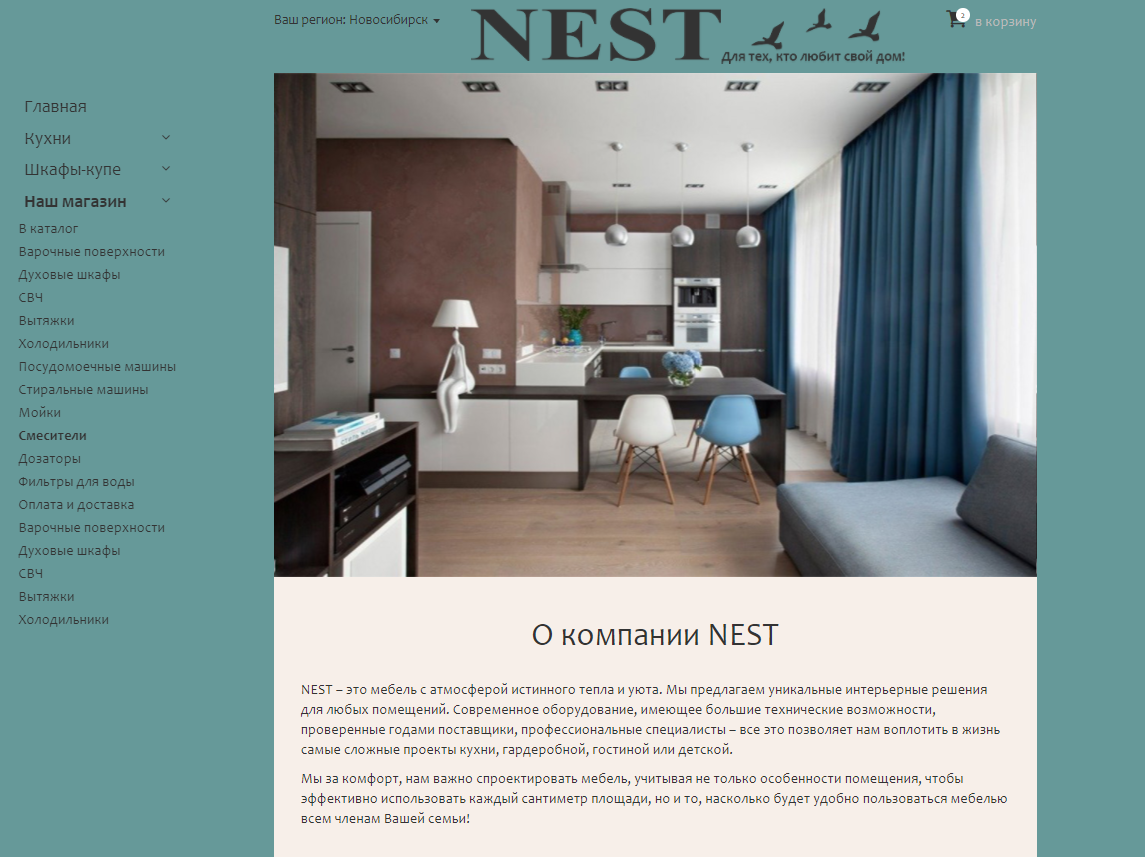 Ваш регион: Новосибирск
NEST
Для тех, кто любит свой дом!
2
в корзину
Главная
Кухни
Шкафы-купе
Наш магазин
В каталог
Варочные поверхности
Духовые шкафы
СВЧ
Вытяжки
Холодильники
Посудомоечные машины
Стиральные машины
Мойки
Смесители
Дозаторы
Фильтры для воды
Оплата и доставка
Варочные поверхности
Духовые шкафы
СВЧ
Вытяжки
Холодильники
О компании NEST
NEST – это мебель с атмосферой истинного тепла и уюта. Мы предлагаем уникальные интерьерные решения
для любых помещений. Современное оборудование, имеющее большие технические возможности,
проверенные годами поставщики, профессиональные специалисты – все это позволяет нам воплотить в жизнь
самые сложные проекты кухни, гардеробной, гостиной или детской.
Мы за комфорт, нам важно спроектировать мебель, учитывая не только особенности помещения, чтобы
эффективно использовать каждый сантиметр площади, но и то, насколько будет удобно пользоваться мебелью
всем членам Вашей семьи!